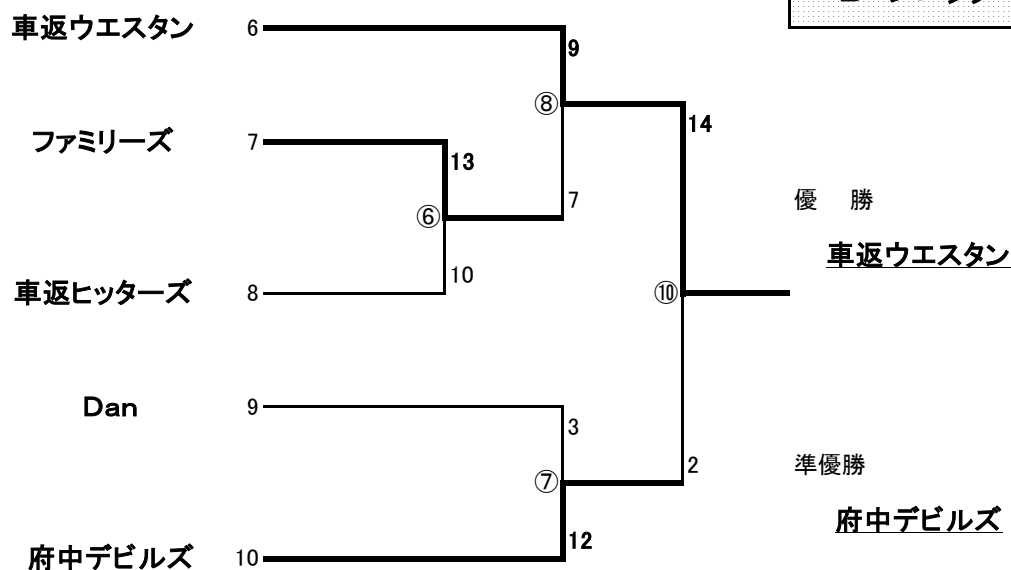 車返ウエスタン 6
9
⑧
14
ファミリーズ 7
13
7
優 勝
⑥
車返ウエスタン
10
車返ヒッターズ 8
⑩
Dan 9
3
2
準優勝
⑦
府中デビルズ
12
府中デビルズ 10